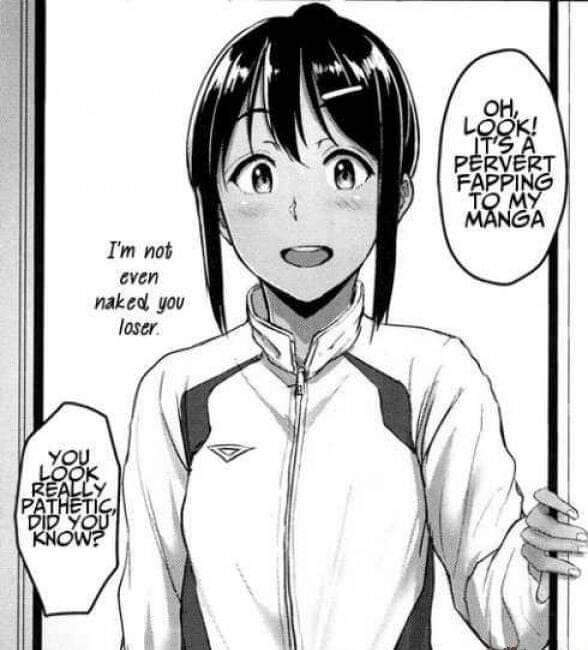 OH,
LOOK!
IT'S A
PERVERT
FAPPING
TO MY
MANGA
I'm not
even
naked, you
loser.
YOU
LOOK
REALLY
PATHETIC,
DID YOU
KNOW?